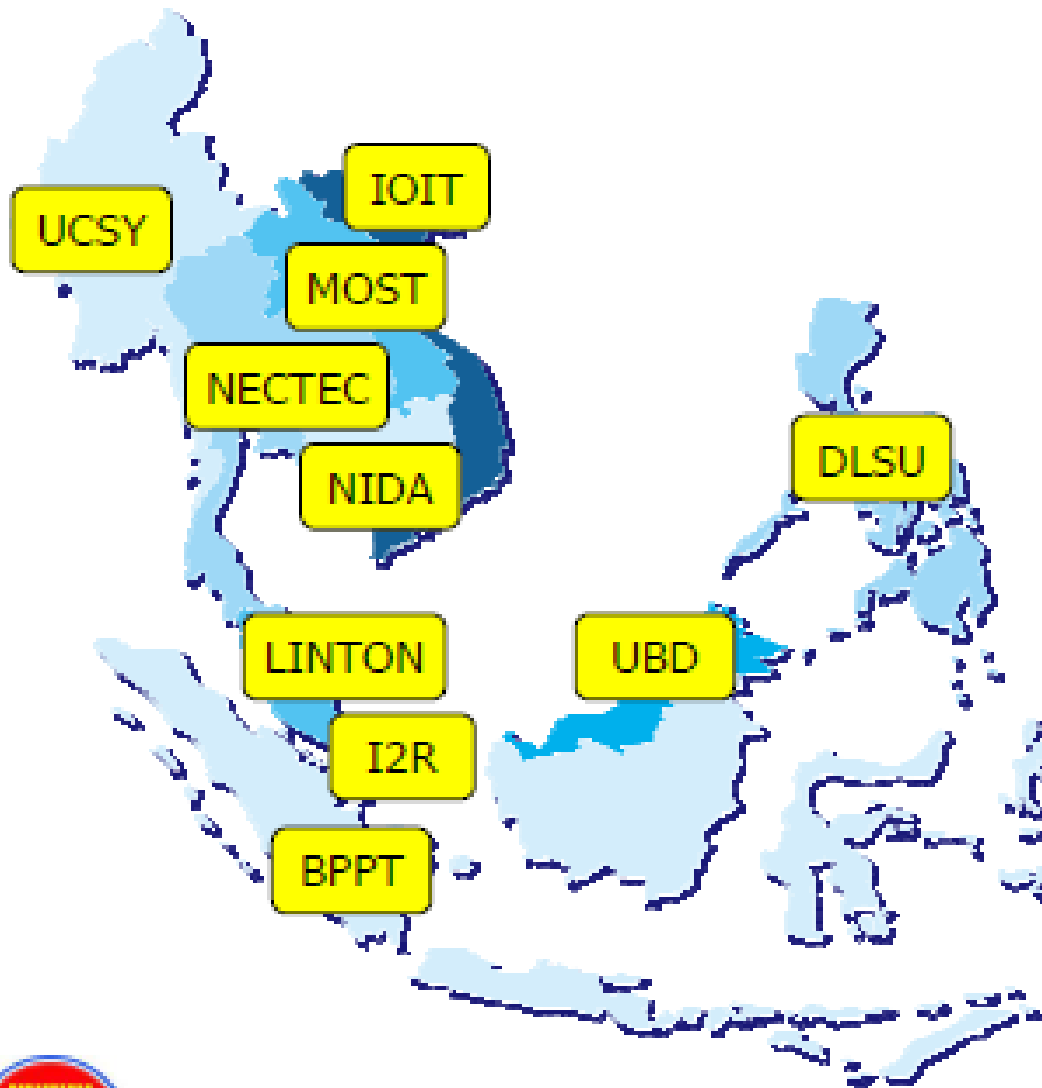 IOIT
UCSY
MOST
NECTEC
NIDA
DLSU
LINTON
UBD
I2R
BPPT